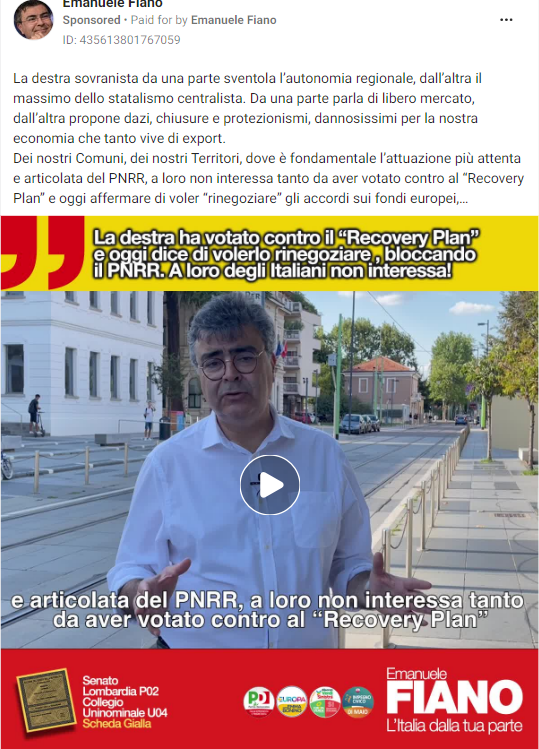 Emanuele Fiano
Sponsored • Paid for by Emanuele Fiano
ID: 435613801767059
La destra sovranista da una parte sventola l'autonomia regionale, dall'altra il
massimo dello statalismo centralista. Da una parte parla di libero mercato,
dall'altra propone dazi, chiusure e protezionismi, dannosissimi per la nostra
economia che tanto vive di export.
Dei nostri Comuni, dei nostri Territori, dove è fondamentale l'attuazione più attenta
e articolata del PNRR, a loro non interessa tanto da aver votato contro al “Recovery
Plan” e oggi affermare di voler “rinegoziare” gli accordi sui fondi europei,...
La destra ha votato contro il “Recovery Plan”
e oggi dice di volerlo rinegoziare , bloccando
il PNRR. A loro degli Italiani non interessa!
e articolata del PNRR, a loro non interessa tanto
da aver votato contro al “Recovery Plan”
Senato
Lombardia P02
Collegio
Uninominale U04
Scheda Gialla
PD
+EUROPA
IMPEGNO
CIVICO
DI MAIO
Emanuele
FIANO
L'Italia dalla tua parte